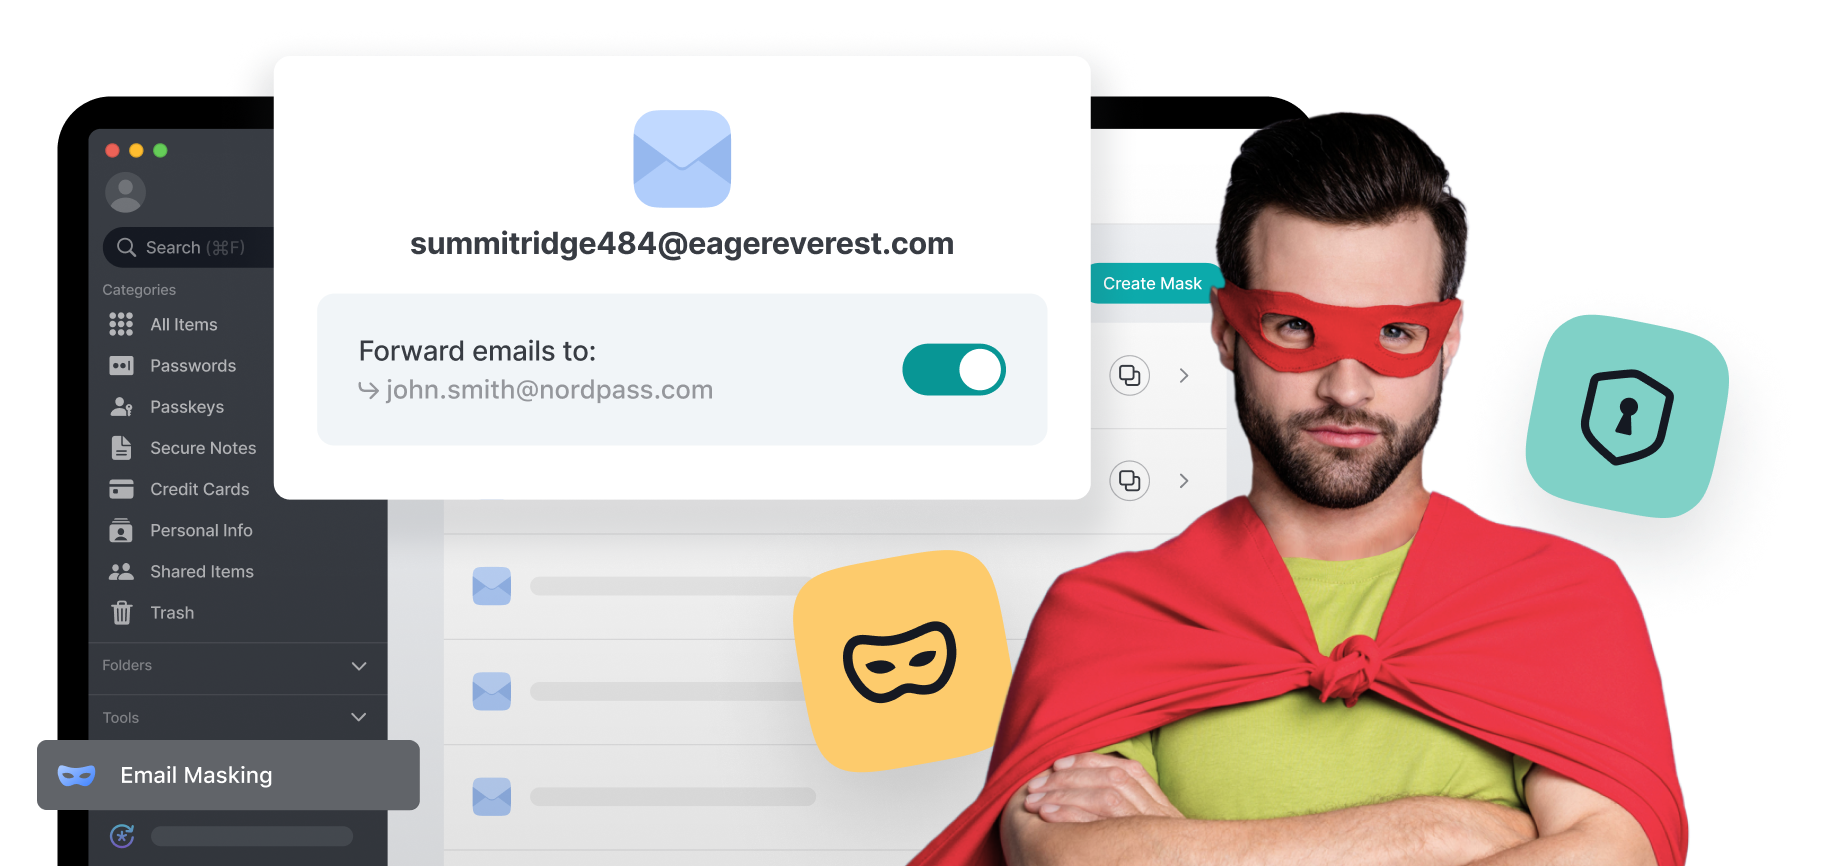 summitridge484@eagereverest.com
Forward emails to:
john.smith@nordpass.com
Create Mask
Search (⌘F)
Categories
All Items
Passwords
Passkeys
Secure Notes
Credit Cards
Personal Info
Shared Items
Trash
Folders
Tools
Email Masking